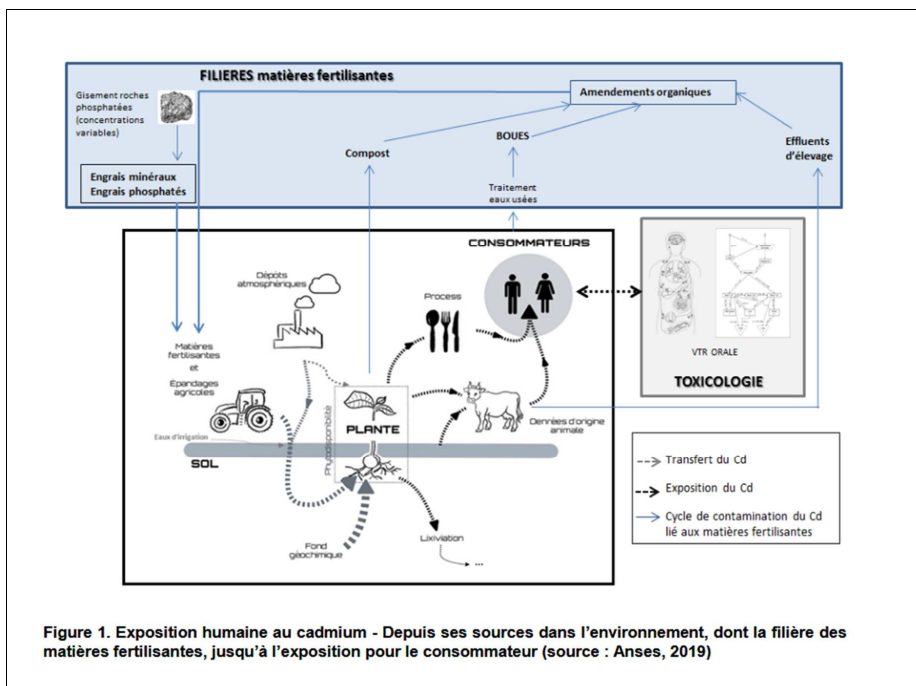 FILIERES matières fertilisantes
Gisement roches
phosphatées
(concentrations
variables)
Amendements organiques
BOUES
Compost
Effluents
d'élevage
Engrais minéraux
Engrais phosphatés
Traitement
eaux usées
CONSOMMATEURS
Dépôts
atmosphériques
Process
Matières
fertilisantes
et
Épandages
agricoles
VTR ORALE
TOXICOLOGIE
Phytodisponibilité
PLANTE
Denrées d'origine
animale
Eaux d'irrigation
SOL
Fond
géochimique
Lixiviation
...
Transfert du Cd
Exposition du Cd
Cycle de contamination du Cd
lié aux matières fertilisantes
Figure 1. Exposition humaine au cadmium - Depuis ses sources dans l'environnement, dont la filière des
matières fertilisantes, jusqu'à l'exposition pour le consommateur (source : Anses, 2019)